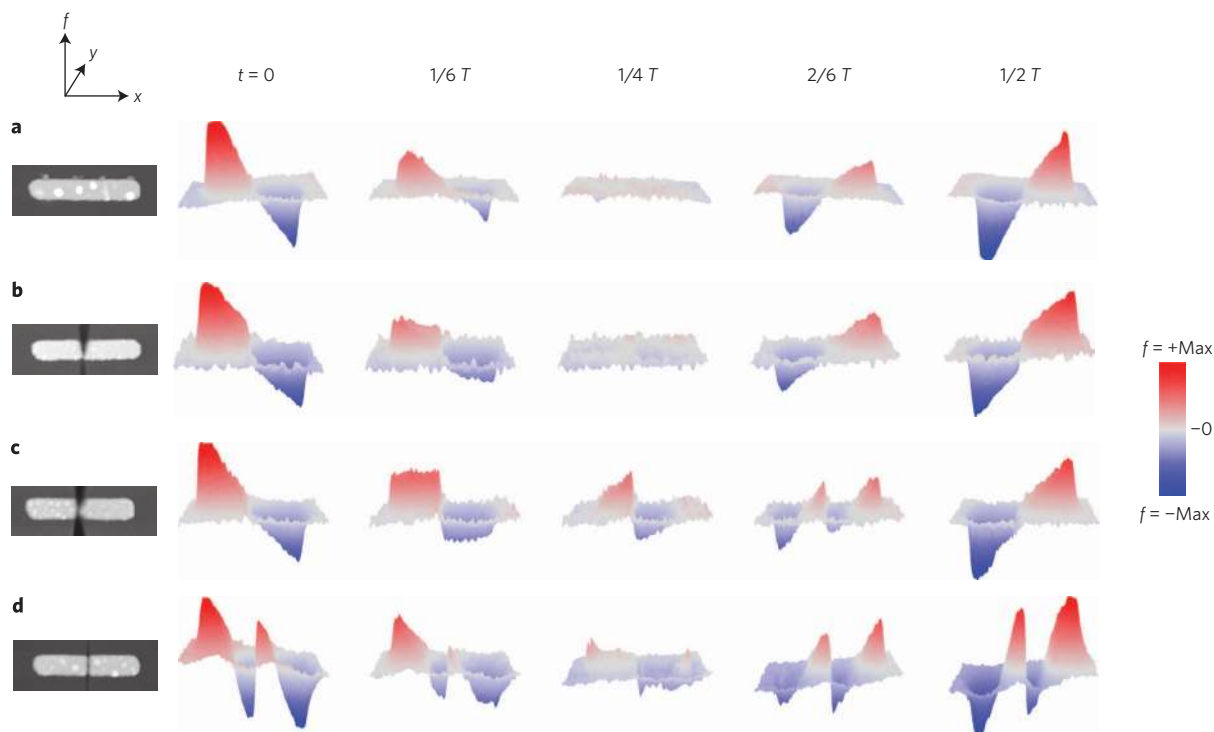 f
y
x
t = 0
1/6 T
1/4 T
2/6 T
1/2 T
a
b
f = +Max
−0
c
f = −Max
d